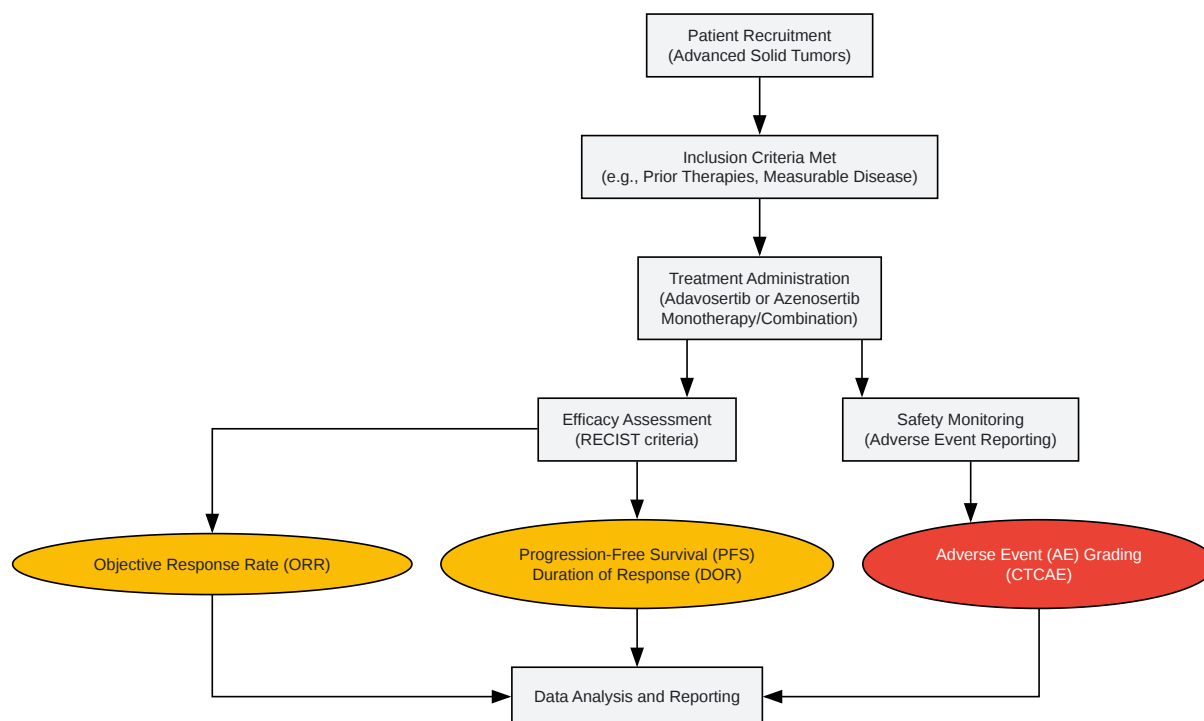 Patient Recruitment
(Advanced Solid Tumors)
Inclusion Criteria Met
(e.g., Prior Therapies, Measurable Disease)
Treatment Administration
(Adavosertib or Azenosertib
Monotherapy/Combination)
Efficacy Assessment
(RECIST criteria)
Safety Monitoring
(Adverse Event Reporting)
Objective Response Rate (ORR)
Progression-Free Survival (PFS)
Duration of Response (DOR)
Adverse Event (AE) Grading
(CTCAE)
Data Analysis and Reporting